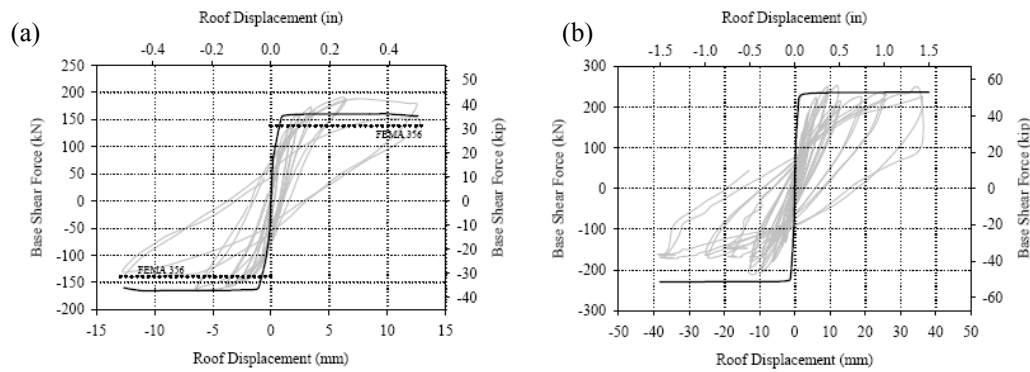 (a)
Roof Displacement (in)
-0.4 -0.2 0.0 0.2 0.4
Base Shear Force (kN)
250
200
150
100
50
0
-50
-100
-150
-200
50
40
30
20
10
0
-10
-20
-30
-40
Base Shear Force (kip)
FEMA 356
FEMA 356
-15 -10 -5 0 5 10 15
Roof Displacement (mm)
(b)
Roof Displacement (in)
-1.5 -1.0 -0.5 0.0 0.5 1.0 1.5
Base Shear Force (kN)
300
200
100
0
-100
-200
-300
60
40
20
0
-20
-40
-60
Base Shear Force (kip)
-50 -40 -30 -20 -10 0 10 20 30 40 50
Roof Displacement (mm)